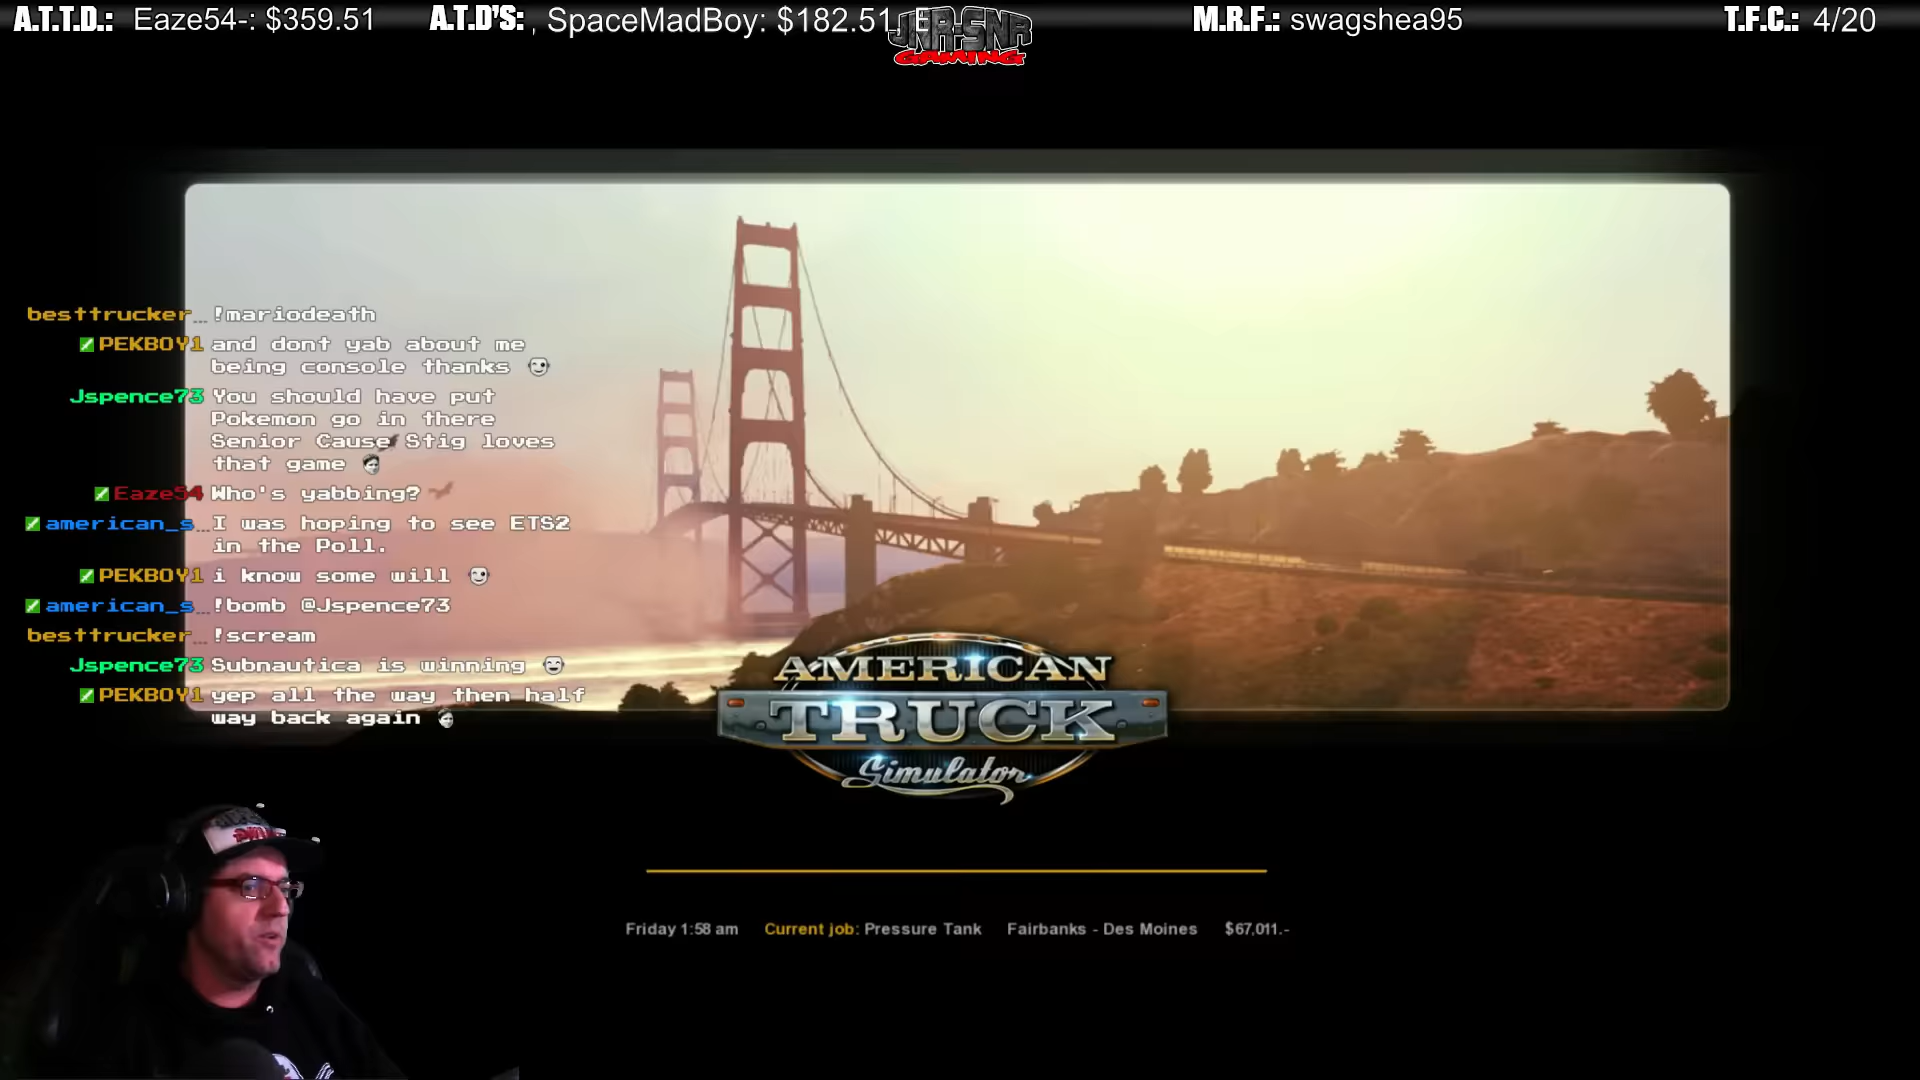 A.T.T.D.: Eaze54-: $359.51 A.T.D'S: , SpaceMadBoy: $182.51, E M.R.F.: swagshea95 T.F.C.: 4/20
JNR-SNR
GAMING
besttrucker... !mariodeath
PEKBOY1 and dont yab about me
being console thanks
Jspence73 You should have put
Pokemon go in there
Senior Cause Stig loves
that game
Eaze54 Who's yabbing?
american_s... I was hoping to see ETS2
in the Poll.
PEKBOY1 i know some will
american_s... !bomb @Jspence73
besttrucker... !scream
Jspence73 Subnautica is winning
PEKBOY1 yep all the way then half
way back again
AMERICAN
TRUCK
Simulator
Friday 1:58 am Current job: Pressure Tank Fairbanks - Des Moines $67,011.-